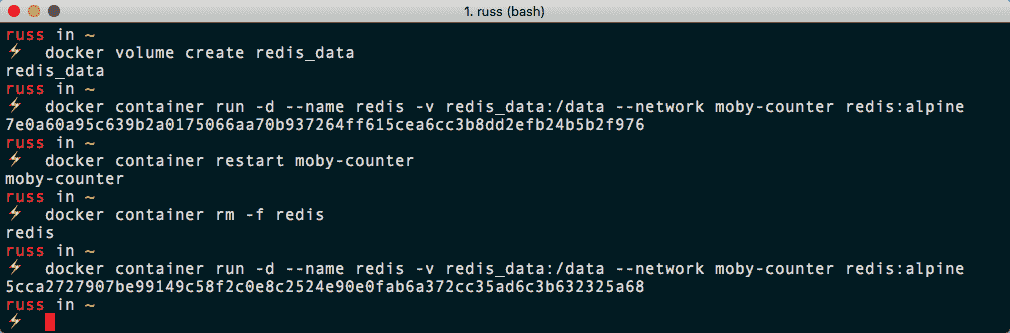 1. russ (bash)
russ in ~
⚡ docker volume create redis_data
redis_data
russ in ~
⚡ docker container run -d --name redis -v redis_data:/data --network moby-counter redis:alpine
7e0a60a95c639b2a0175066aa70b937264ff615cea6cc3b8dd2efb24b5b2f976
russ in ~
⚡ docker container restart moby-counter
moby-counter
russ in ~
⚡ docker container rm -f redis
redis
russ in ~
⚡ docker container run -d --name redis -v redis_data:/data --network moby-counter redis:alpine
5cca2727907be99149c58f2c0e8c2524e90e0fab6a372cc35ad6c3b632325a68
russ in ~
⚡